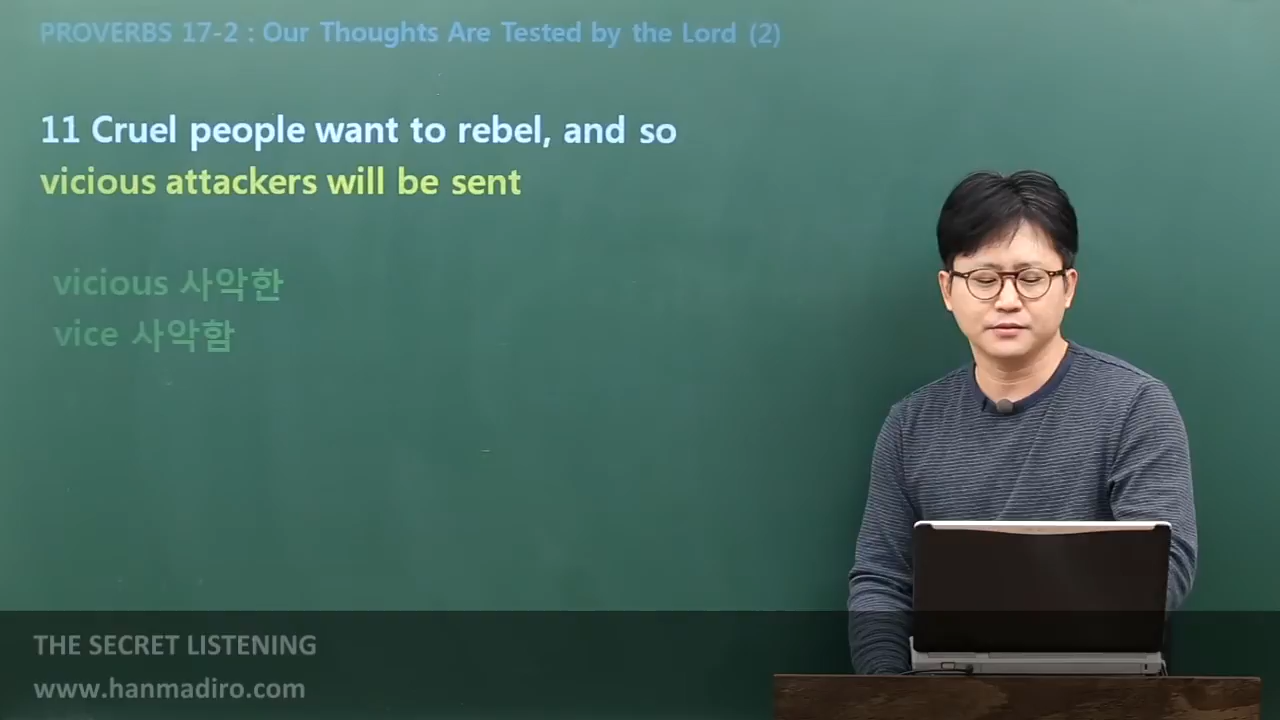 PROVERBS 17-2 : Our Thoughts Are Tested by the Lord (2)
11 Cruel people want to rebel, and so
vicious attackers will be sent
vicious 사악한
vice 사악함
THE SECRET LISTENING
www.hanmadiro.com